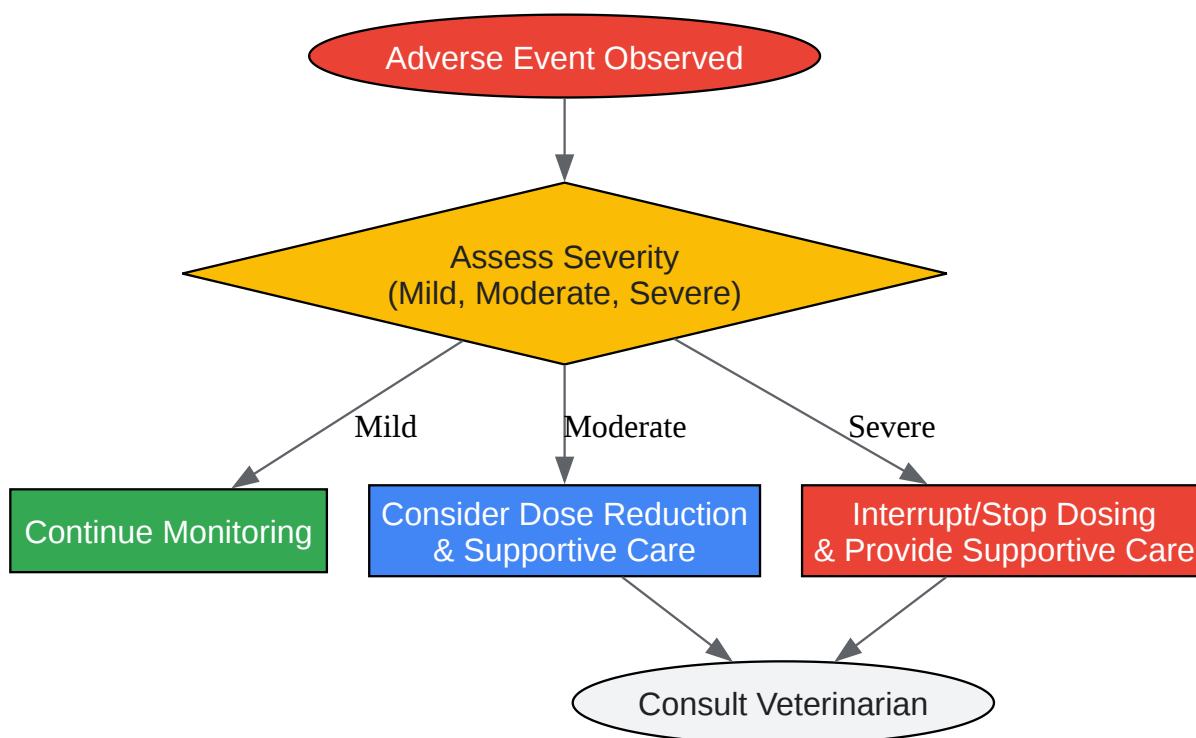 Adverse Event Observed
Assess Severity
(Mild, Moderate, Severe)
Mild
Moderate
Severe
Continue Monitoring
Consider Dose Reduction
& Supportive Care
Interrupt/Stop Dosing
& Provide Supportive Care
Consult Veterinarian